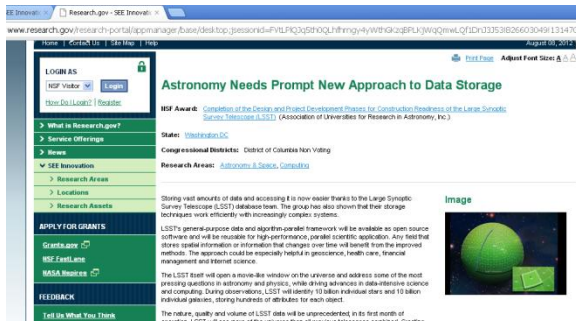 SEE Innovati
Research.gov - SEE Innovati
www.research.gov/research-portal/appmanager/base/desktop;jsessionid=
Home | Contact Us | Site Map | Help
August 08, 2012
Print Page Adjust Font Size: A A A
LOGIN AS
NSF Visitor Login
How Do I Login? | Register
What is Research.gov?
Service Offerings
News
SEE Innovation
Research Areas
Locations
Research Assets
APPLY FOR GRANTS
Grants.gov
NSF FastLane
NASA Nspires
FEEDBACK
Tell Us What You Think
Astronomy Needs Prompt New Approach to Data Storage
NSF Award: Completion of the Design and Project Development Phases for Construction Readiness of the Large Synoptic
Survey Telescope (LSST) (Association of Universities for Research in Astronomy, Inc.)
State: Washington DC
Congressional Districts: District of Columbia Non Voting
Research Areas: Astronomy & Space, Computing
Storing vast amounts of data and accessing it is now easier thanks to the Large Synoptic
Survey Telescope (LSST) database team. The group has also shown that their storage
techniques work efficiently with increasingly complex systems.
LSST's general-purpose data and algorithm-parallel framework will be available as open source
software and will be reusable for high-performance, parallel scientific application. Any field that
stores spatial information or information that changes over time will benefit from the improved
methods. The approach could be especially helpful in geoscience, health care, financial
management and internet science.
The LSST itself will open a movie-like window on the universe and address some of the most
pressing questions in astronomy and physics, while driving advances in data-intensive science
and computing. During observations, LSST will identify 10 billion individual stars and 10 billion
individual galaxies, storing hundreds of attributes for each object.
The nature, quality and volume of LSST data will be unprecedented, in its first month of
Image